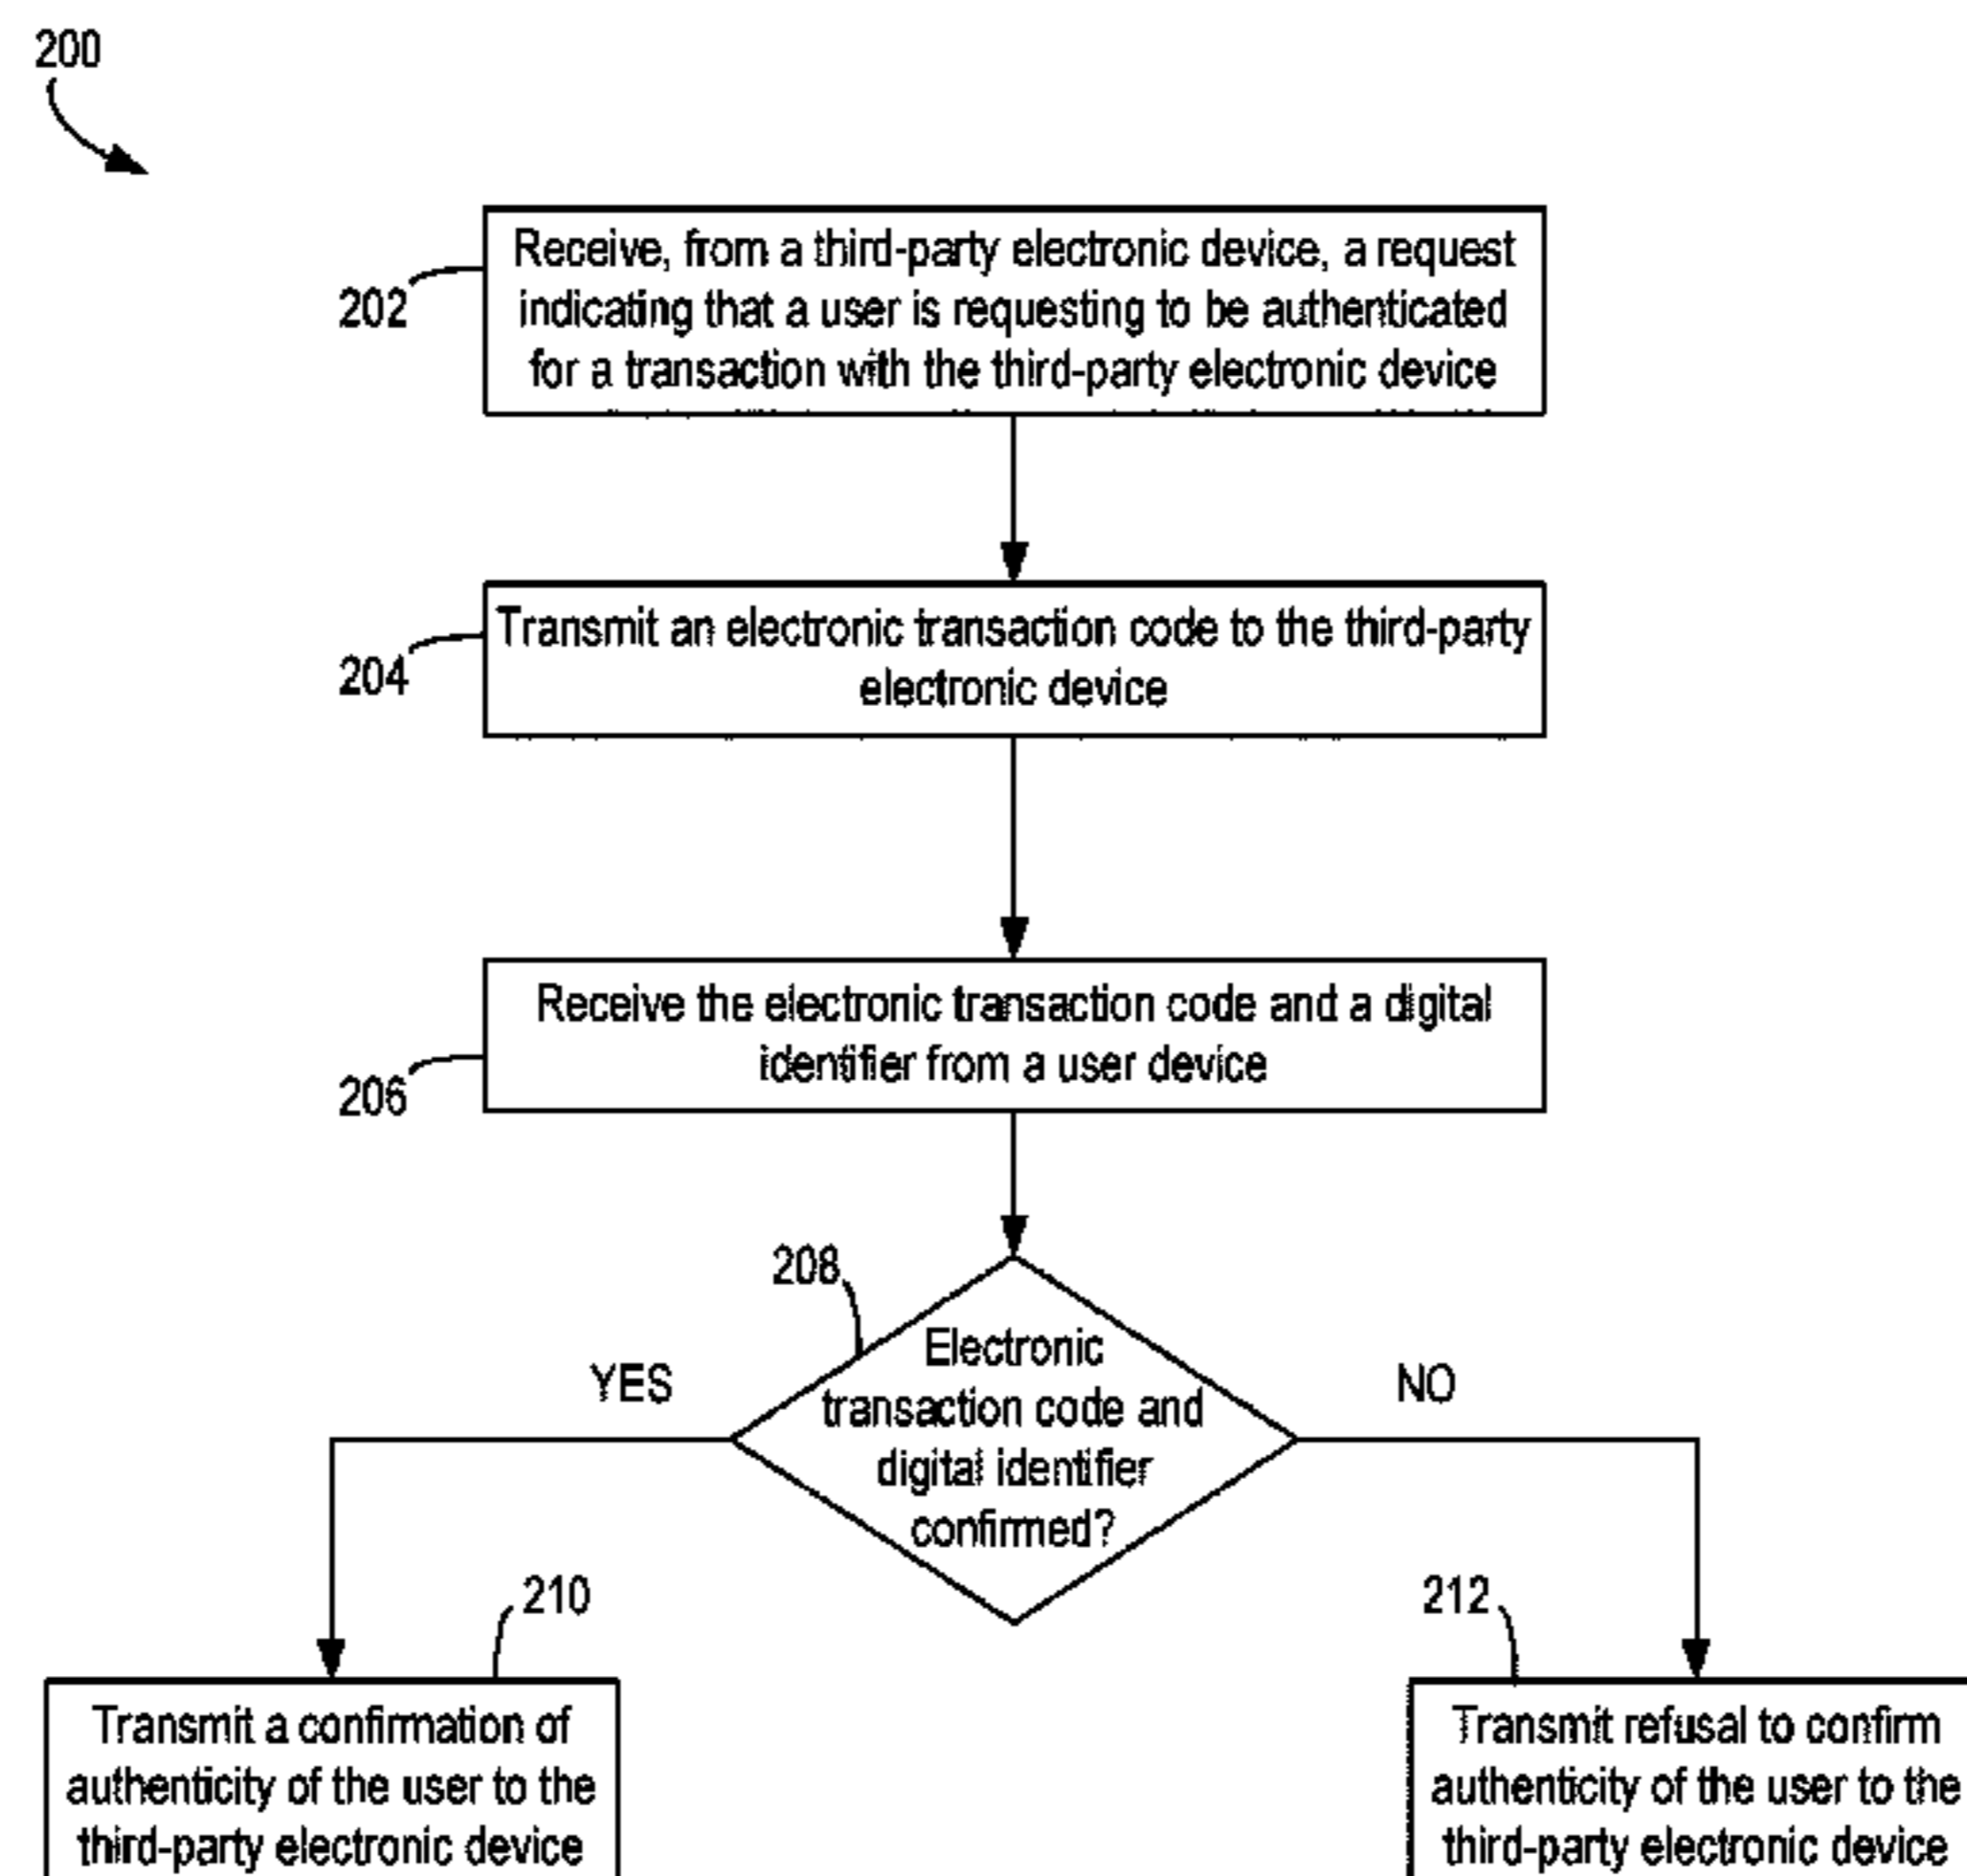 200
202
Receive, from a third-party electronic device, a request
indicating that a user is requesting to be authenticated
for a transaction with the third-party electronic device
204
Transmit an electronic transaction code to the third-party
electronic device
206
Receive the electronic transaction code and a digital
identifier from a user device
208
Electronic
transaction code and
digital identifier
confirmed?
YES
NO
210
Transmit a confirmation of
authenticity of the user to the
third-party electronic device
212
Transmit refusal to confirm
authenticity of the user to the
third-party electronic device